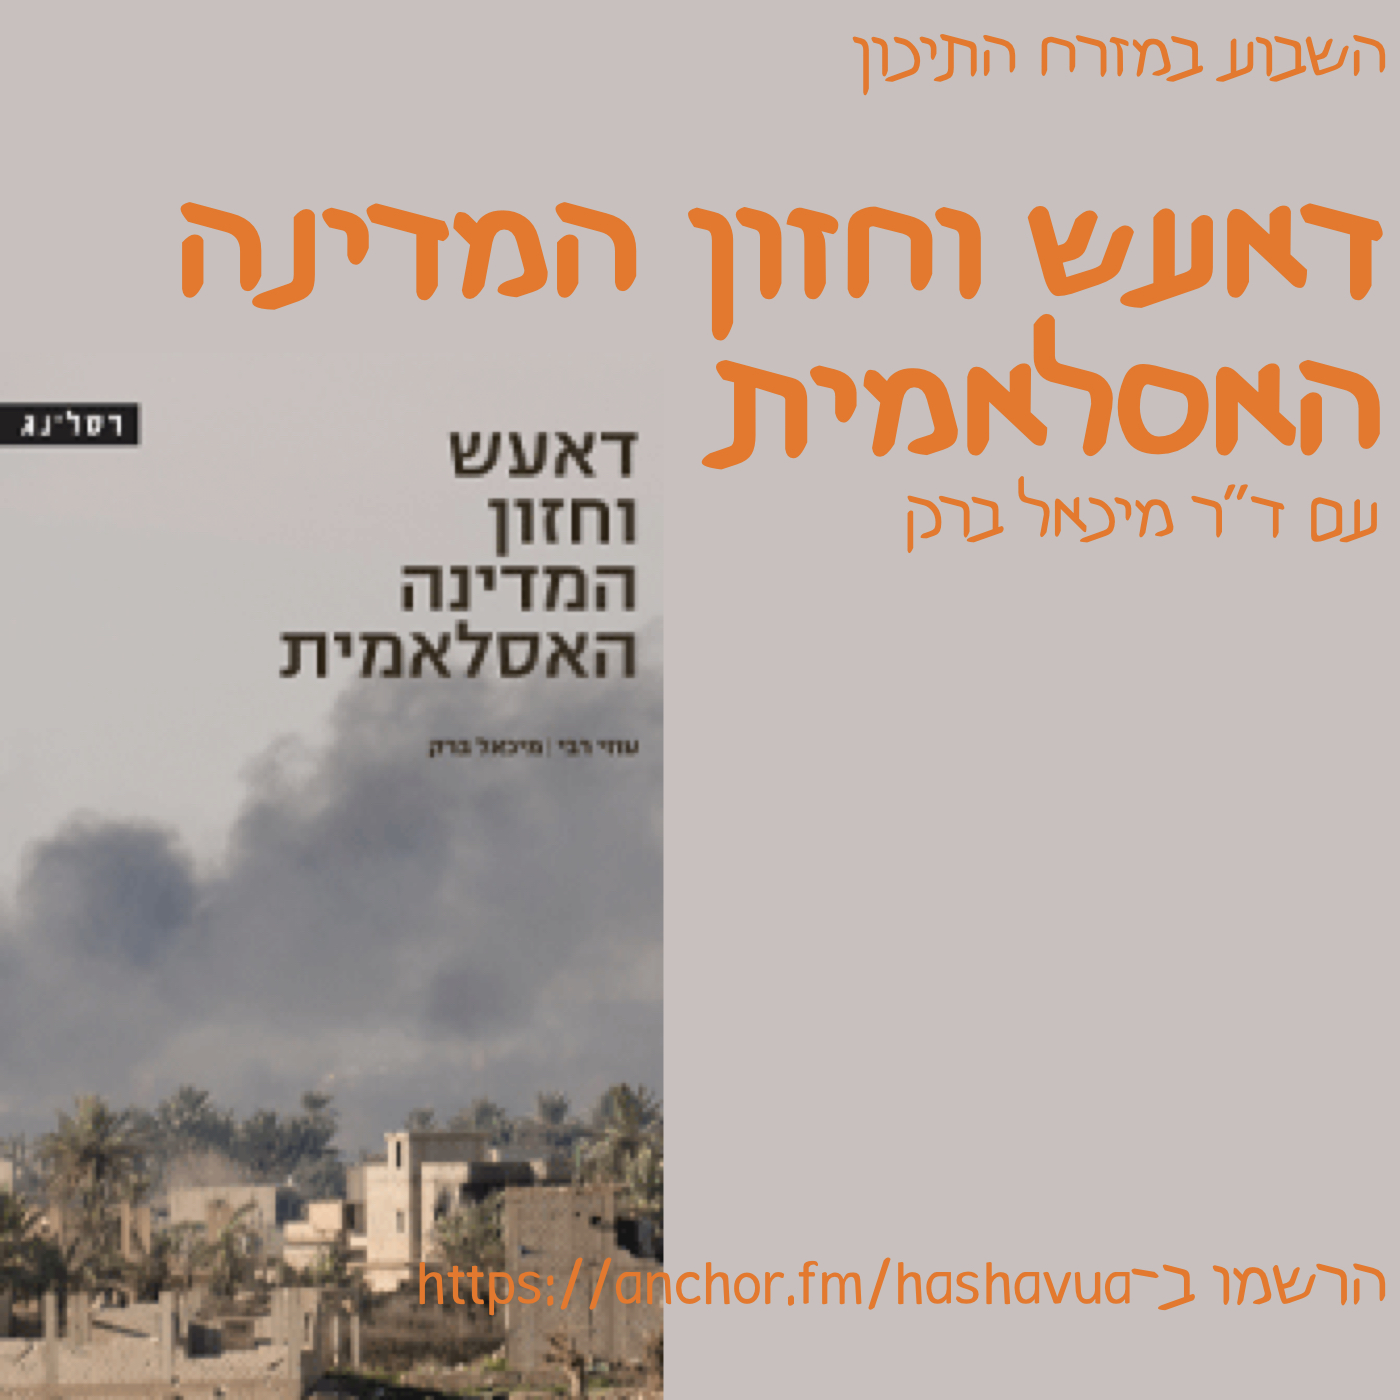 השבוע במזרח התיכון
דאעש וחזון המדינה
האסלאמית
עם ד״ר מיכאל ברק
רסלינג
דאעש
וחזון
המדינה
האסלאמית
עוזי רבי | מיכאל ברק
הרשמו ב-https://anchor.fm/hashavua